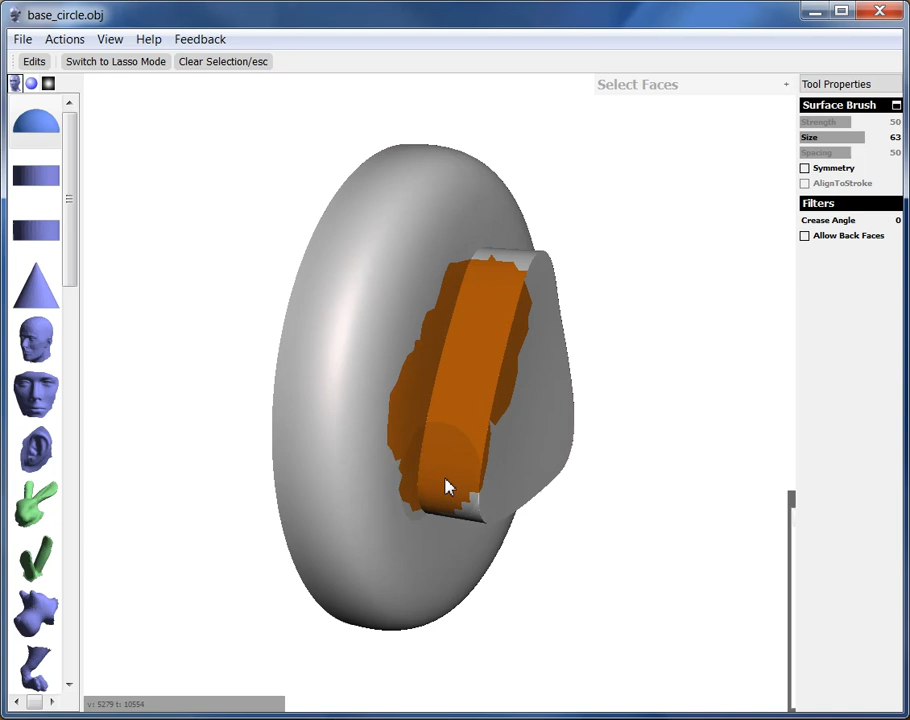 base_circle.obj
File Actions View Help Feedback
Edits Switch to Lasso Mode Clear Selection/esc
Select Faces +
Tool Properties
Surface Brush
Strength 50
Size 63
Spacing 50
Symmetry
AlignToStroke
Filters
Crease Angle 0
Allow Back Faces
v: 5279 t: 10554